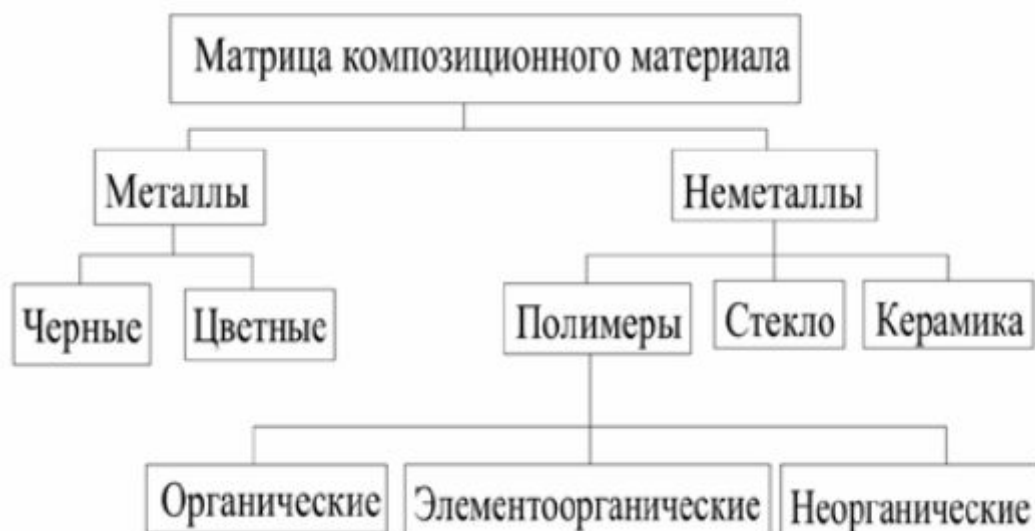 Матрица композиционного материала
Металлы
Неметаллы
Черные
Цветные
Полимеры
Стекло
Керамика
Органические
Элементоорганические
Неорганические